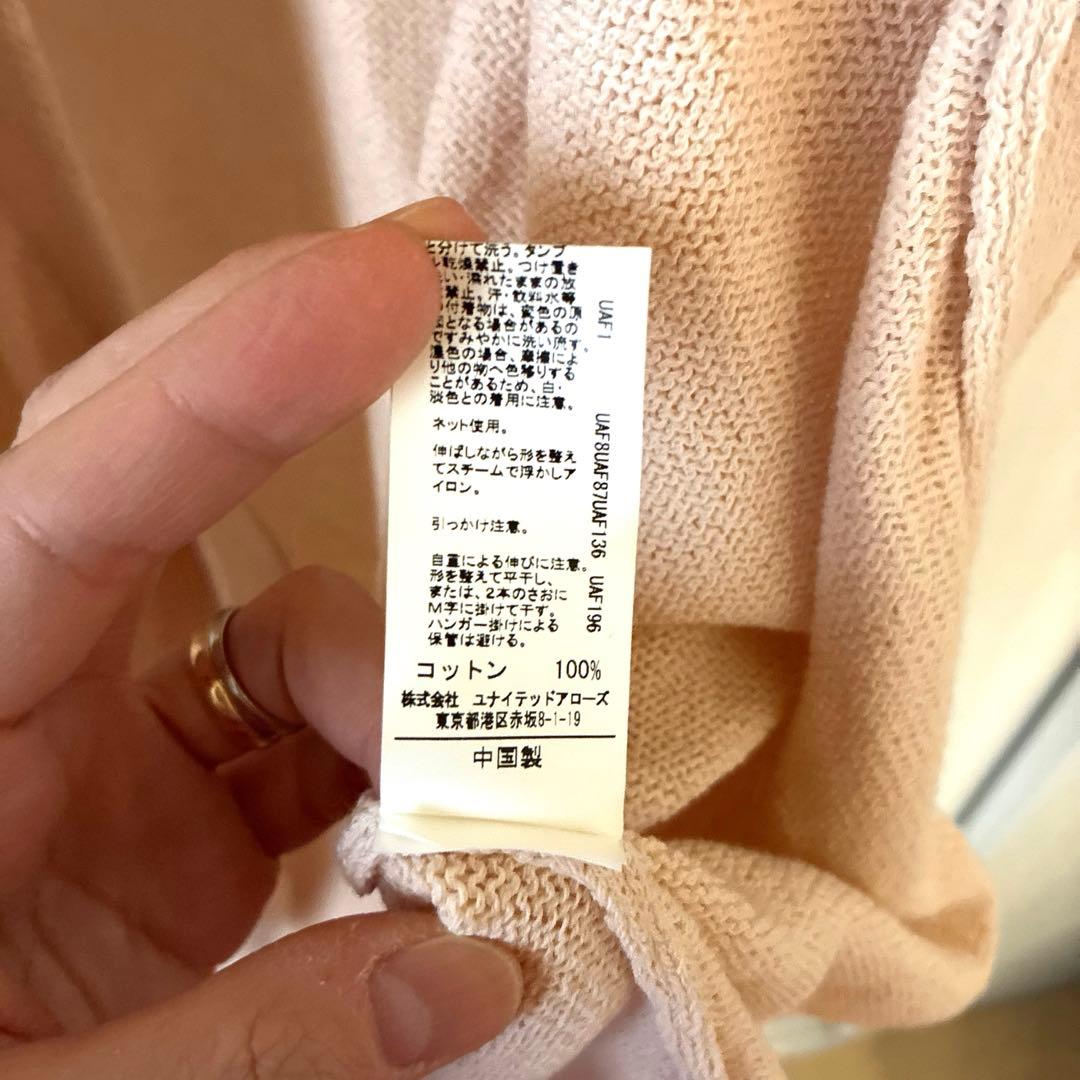 と分けて洗う。タンブ
ル乾燥禁止。つけ置き
洗い・濡れたままの放
置禁止。汗・飲料水等
の付着物は、変色の原
因となる場合があるの
ですみやかに洗い流す。
濃色の場合、摩擦によ
り他の物へ色移りする
ことがあるため、白・
淡色との着用に注意。
ネット使用。
伸ばしながら形を整え
てスチームで浮かしア
イロン。
引っかけ注意。
自重による伸びに注意。
形を整えて平干し、
または、2本のさおに
M字に掛けて干す。
ハンガー掛けによる
保管は避ける。
コットン 100%
株式会社 ユナイテッドアローズ
東京都港区赤坂8-1-19
中国製
UAF1 UAF8UAF87UAF136 UAF196